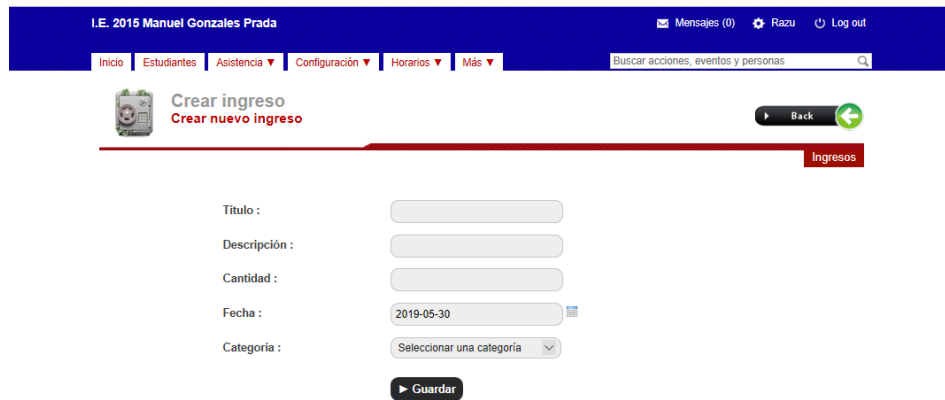 I.E. 2015 Manuel Gonzales Prada
Mensajes (0) Razu Log out
Inicio Estudiantes Asistencia ▼ Configuración ▼ Horarios ▼ Más ▼
Buscar acciones, eventos y personas
Crear ingreso
Crear nuevo ingreso
Back
Ingresos
Título :
Descripción :
Cantidad :
Fecha : 2019-05-30
Categoría : Seleccionar una categoría
Guardar